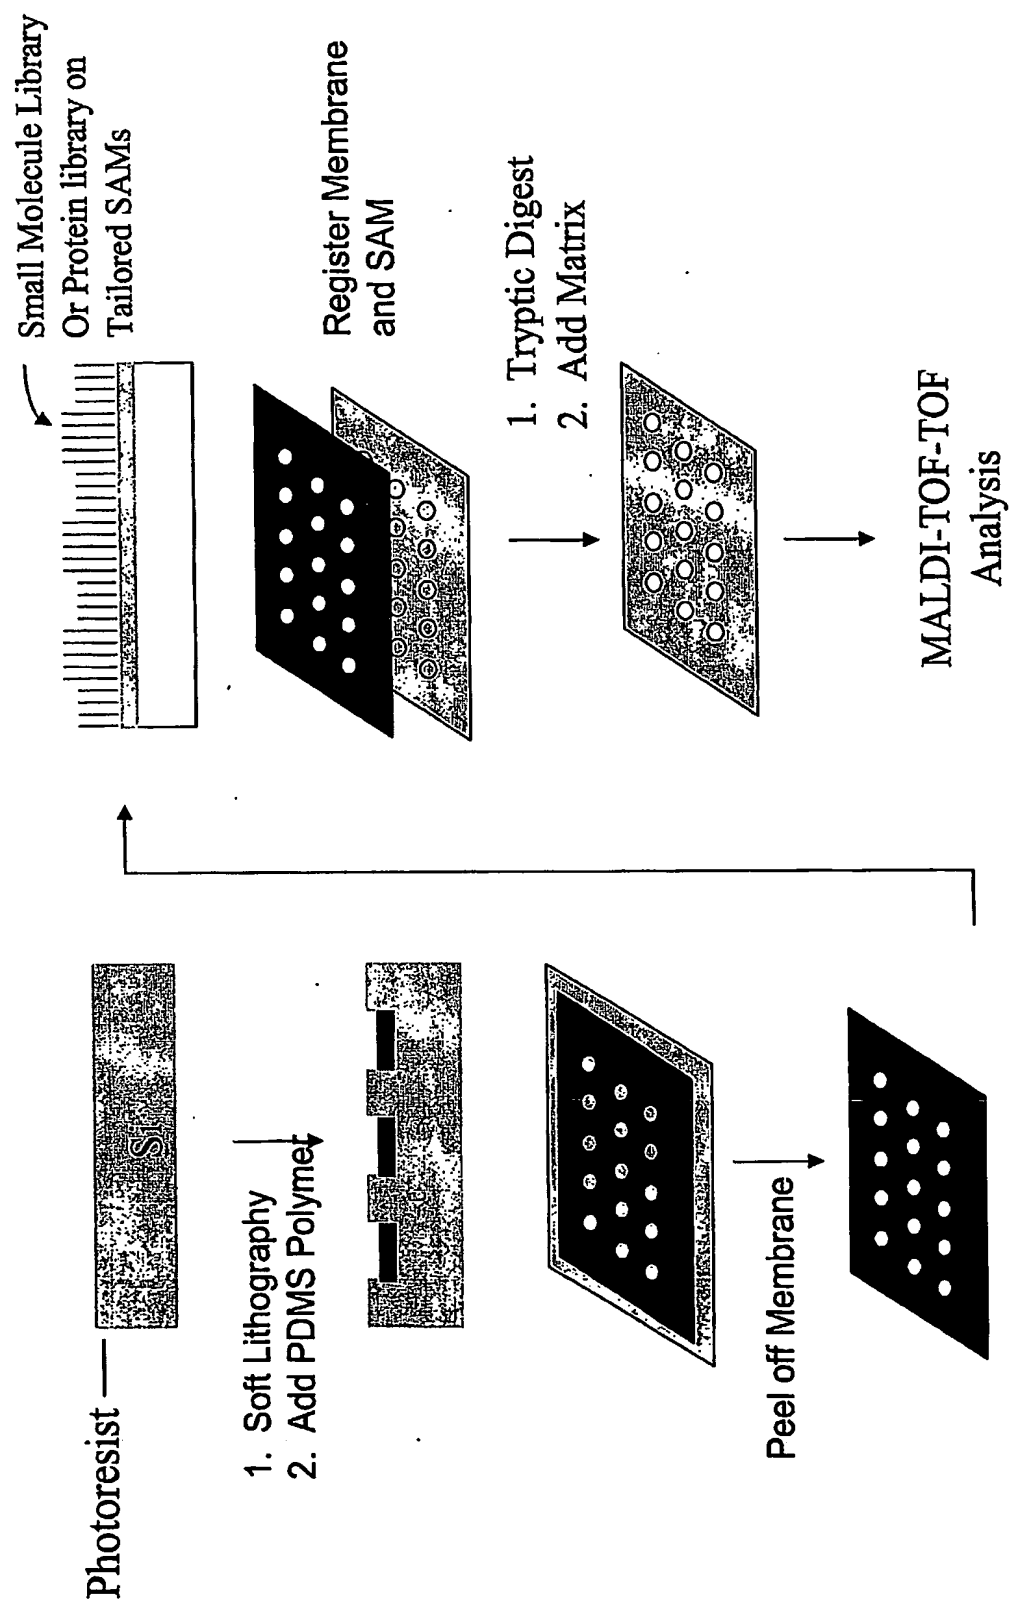 Photoresist
Si
1. Soft Lithography
2. Add PDMS Polymer
Peel off Membrane
Small Molecule Library
Or Protein library on
Tailored SAMs
Register Membrane
and SAM
1. Tryptic Digest
2. Add Matrix
MALDI-TOF-TOF
Analysis